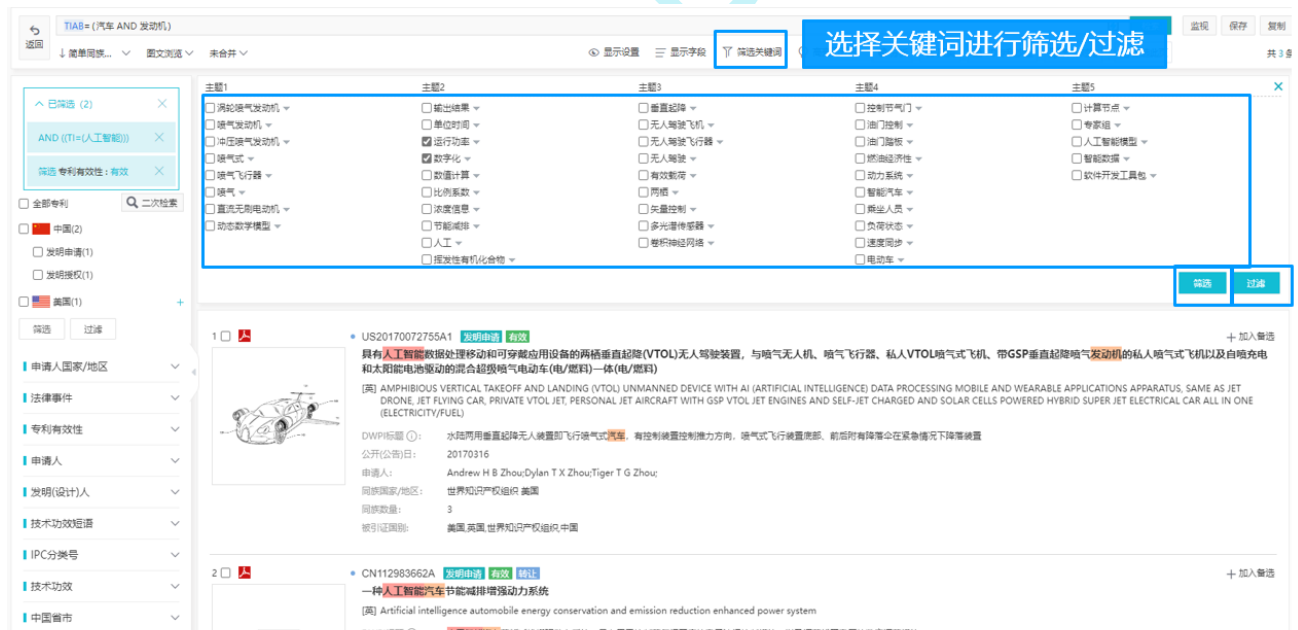 返回
TIAB= (汽车 AND 发动机)
监视
保存
复制
↓ 简单同族...
图文浏览
未合并
显示设置
显示字段
筛选关键词
选择关键词进行筛选/过滤
共 3 条
已筛选 (2)
AND ((TI=(人工智能)))
筛选 专利有效性 : 有效
全部专利
二次检索
中国(2)
发明申请(1)
发明授权(1)
美国(1)
筛选
过滤
申请人国家/地区
法律事件
专利有效性
申请人
发明(设计)人
技术功效短语
IPC分类号
技术功效
中国省市
主题1
涡轮喷气发动机
喷气发动机
冲压喷气发动机
喷气式
喷气飞行器
喷气
直流无刷电动机
动态数学模型
主题2
输出结果
单位时间
运行功率
数字化
数值计算
比例系数
浓度信息
节能减排
人工
挥发性有机化合物
主题3
垂直起降
无人驾驶飞机
无人驾驶飞行器
无人驾驶
有效载荷
两栖
矢量控制
多光谱传感器
卷积神经网络
主题4
控制节气门
油门控制
油门踏板
燃油经济性
动力系统
智能汽车
乘坐人员
负荷状态
速度同步
电动车
主题5
计算节点
专家组
人工智能模型
智能数据
软件开发工具包
筛选
过滤
1
US20170072755A1 发明申请 有效
加入备选
具有人工智能数据处理移动和可穿戴应用设备的两栖垂直起降(VTOL)无人驾驶装置，与喷气无人机、喷气飞行器、私人VTOL喷气式飞机、带GSP垂直起降喷气发动机的私人喷气式飞机以及自喷充电
和太阳能电池驱动的混合超级喷气电动车(电/燃料)一体(电/燃料)
[英] AMPHIBIOUS VERTICAL TAKEOFF AND LANDING (VTOL) UNMANNED DEVICE WITH AI (ARTIFICIAL INTELLIGENCE) DATA PROCESSING MOBILE AND WEARABLE APPLICATIONS APPARATUS, SAME AS JET
DRONE, JET FLYING CAR, PRIVATE VTOL JET, PERSONAL JET AIRCRAFT WITH GSP VTOL JET ENGINES AND SELF-JET CHARGED AND SOLAR CELLS POWERED HYBRID SUPER JET ELECTRICAL CAR ALL IN ONE
(ELECTRICITY/FUEL)
DWPI标题 : 水陆两用垂直起降无人装置即飞行喷气式汽车，有控制装置控制推力方向，喷气式飞行装置底部、前后附有降落伞在紧急情况下降落装置
公开(公告)日: 20170316
申请人: Andrew H B Zhou;Dylan T X Zhou;Tiger T G Zhou;
同族国家/地区: 世界知识产权组织 美国
同族数量: 3
被引证国别: 美国,英国,世界知识产权组织,中国
2
CN112983662A 发明申请 有效 转让
加入备选
一种人工智能汽车节能减排增强动力系统
[英] Artificial intelligence automobile energy conservation and emission reduction enhanced power system